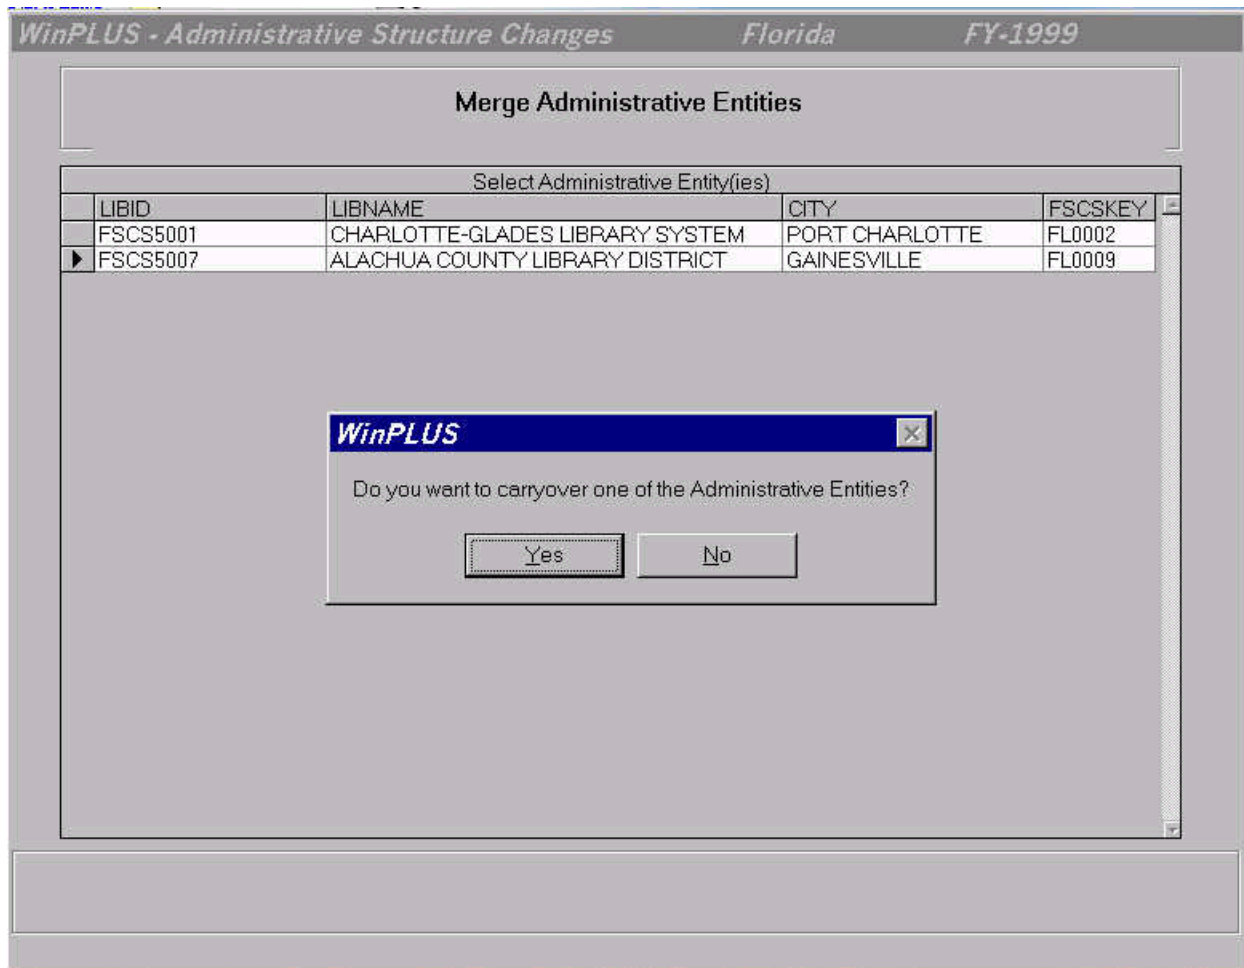 WinPLUS - Administrative Structure Changes Florida FY-1999
Merge Administrative Entities
Select Administrative Entity(ies)
LIBID LIBNAME CITY FSCSKEY
FSCS5001 CHARLOTTE-GLADES LIBRARY SYSTEM PORT CHARLOTTE FL0002
FSCS5007 ALACHUA COUNTY LIBRARY DISTRICT GAINESVILLE FL0009
WinPLUS
Do you want to carryover one of the Administrative Entities?
Yes No